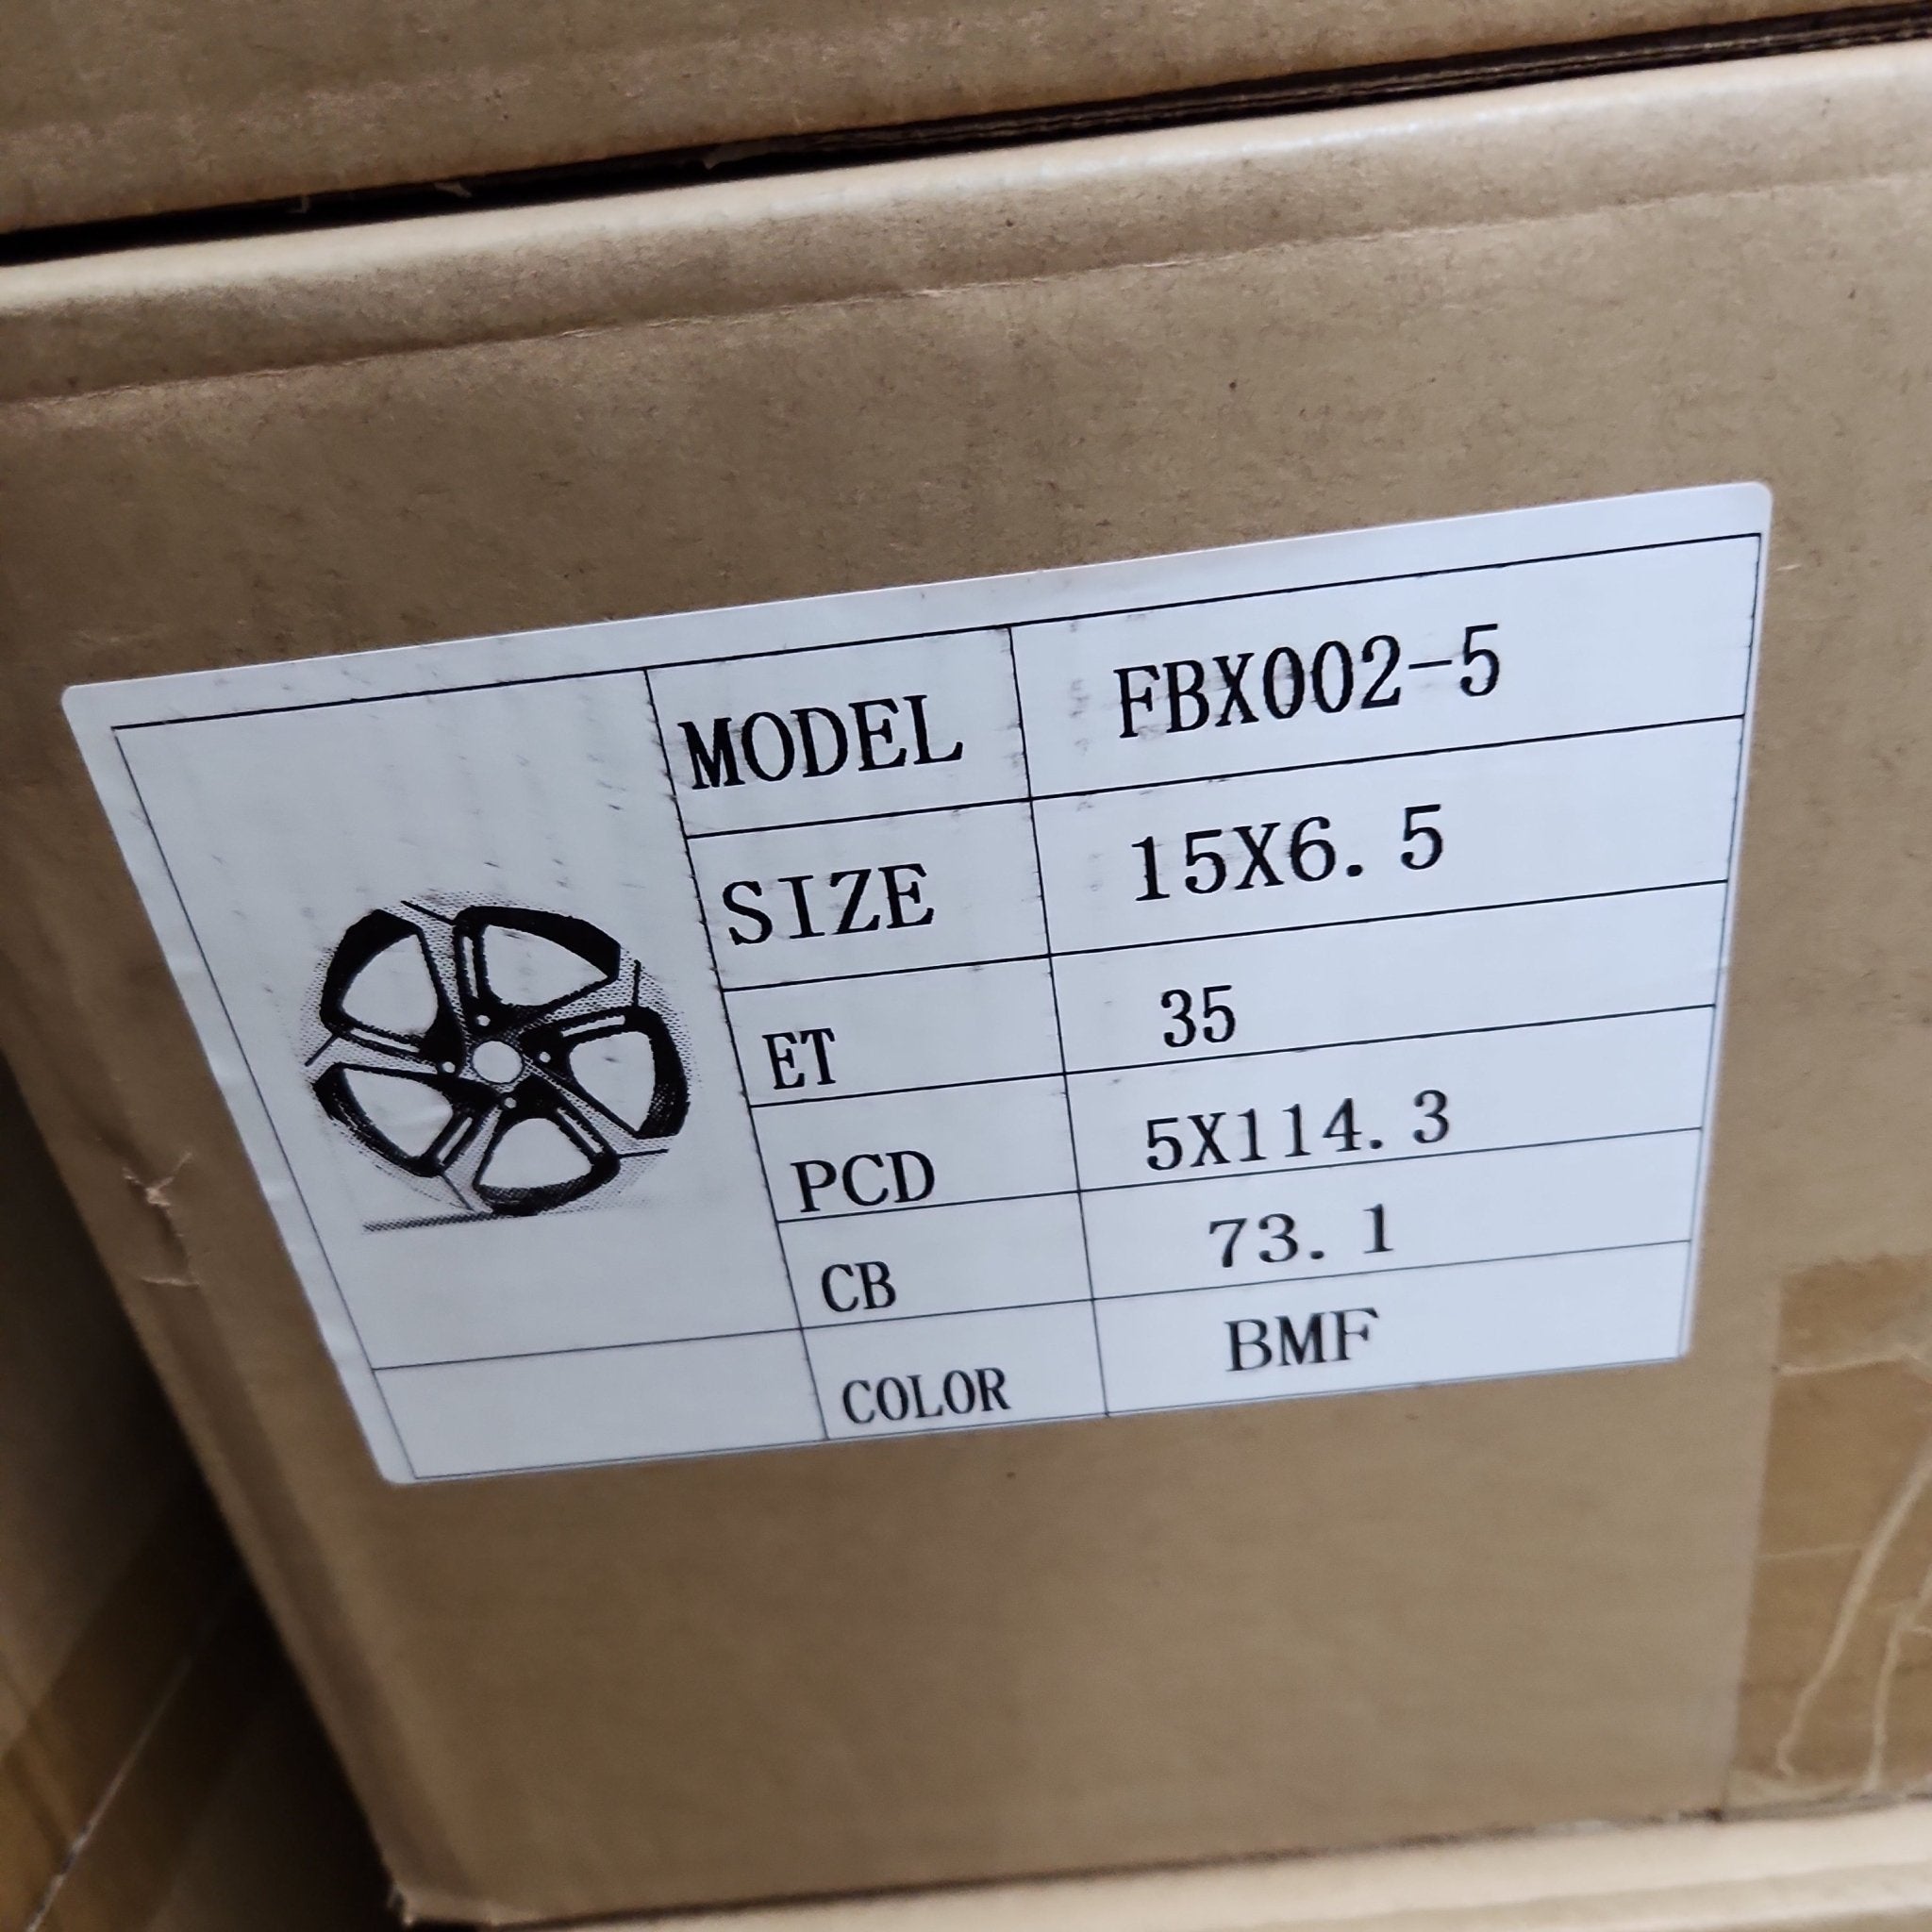 MODEL FBX002-5
SIZE 15X6.5
ET 35
PCD 5X114.3
CB 73.1
COLOR BMF